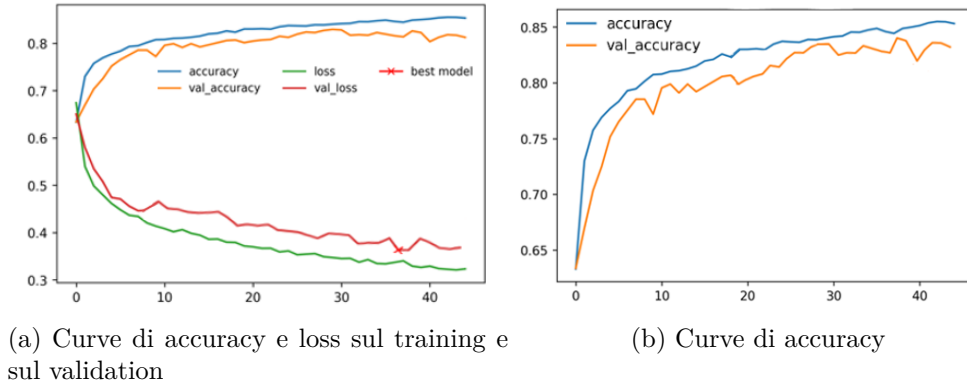 0.8
0.7
0.6
0.5
0.4
0.3
accuracy
val_accuracy
loss
val_loss
best model
0 10 20 30 40
0.85
0.80
0.75
0.70
0.65
accuracy
val_accuracy
0 10 20 30 40
(a) Curve di accuracy e loss sul training e
sul validation
(b) Curve di accuracy